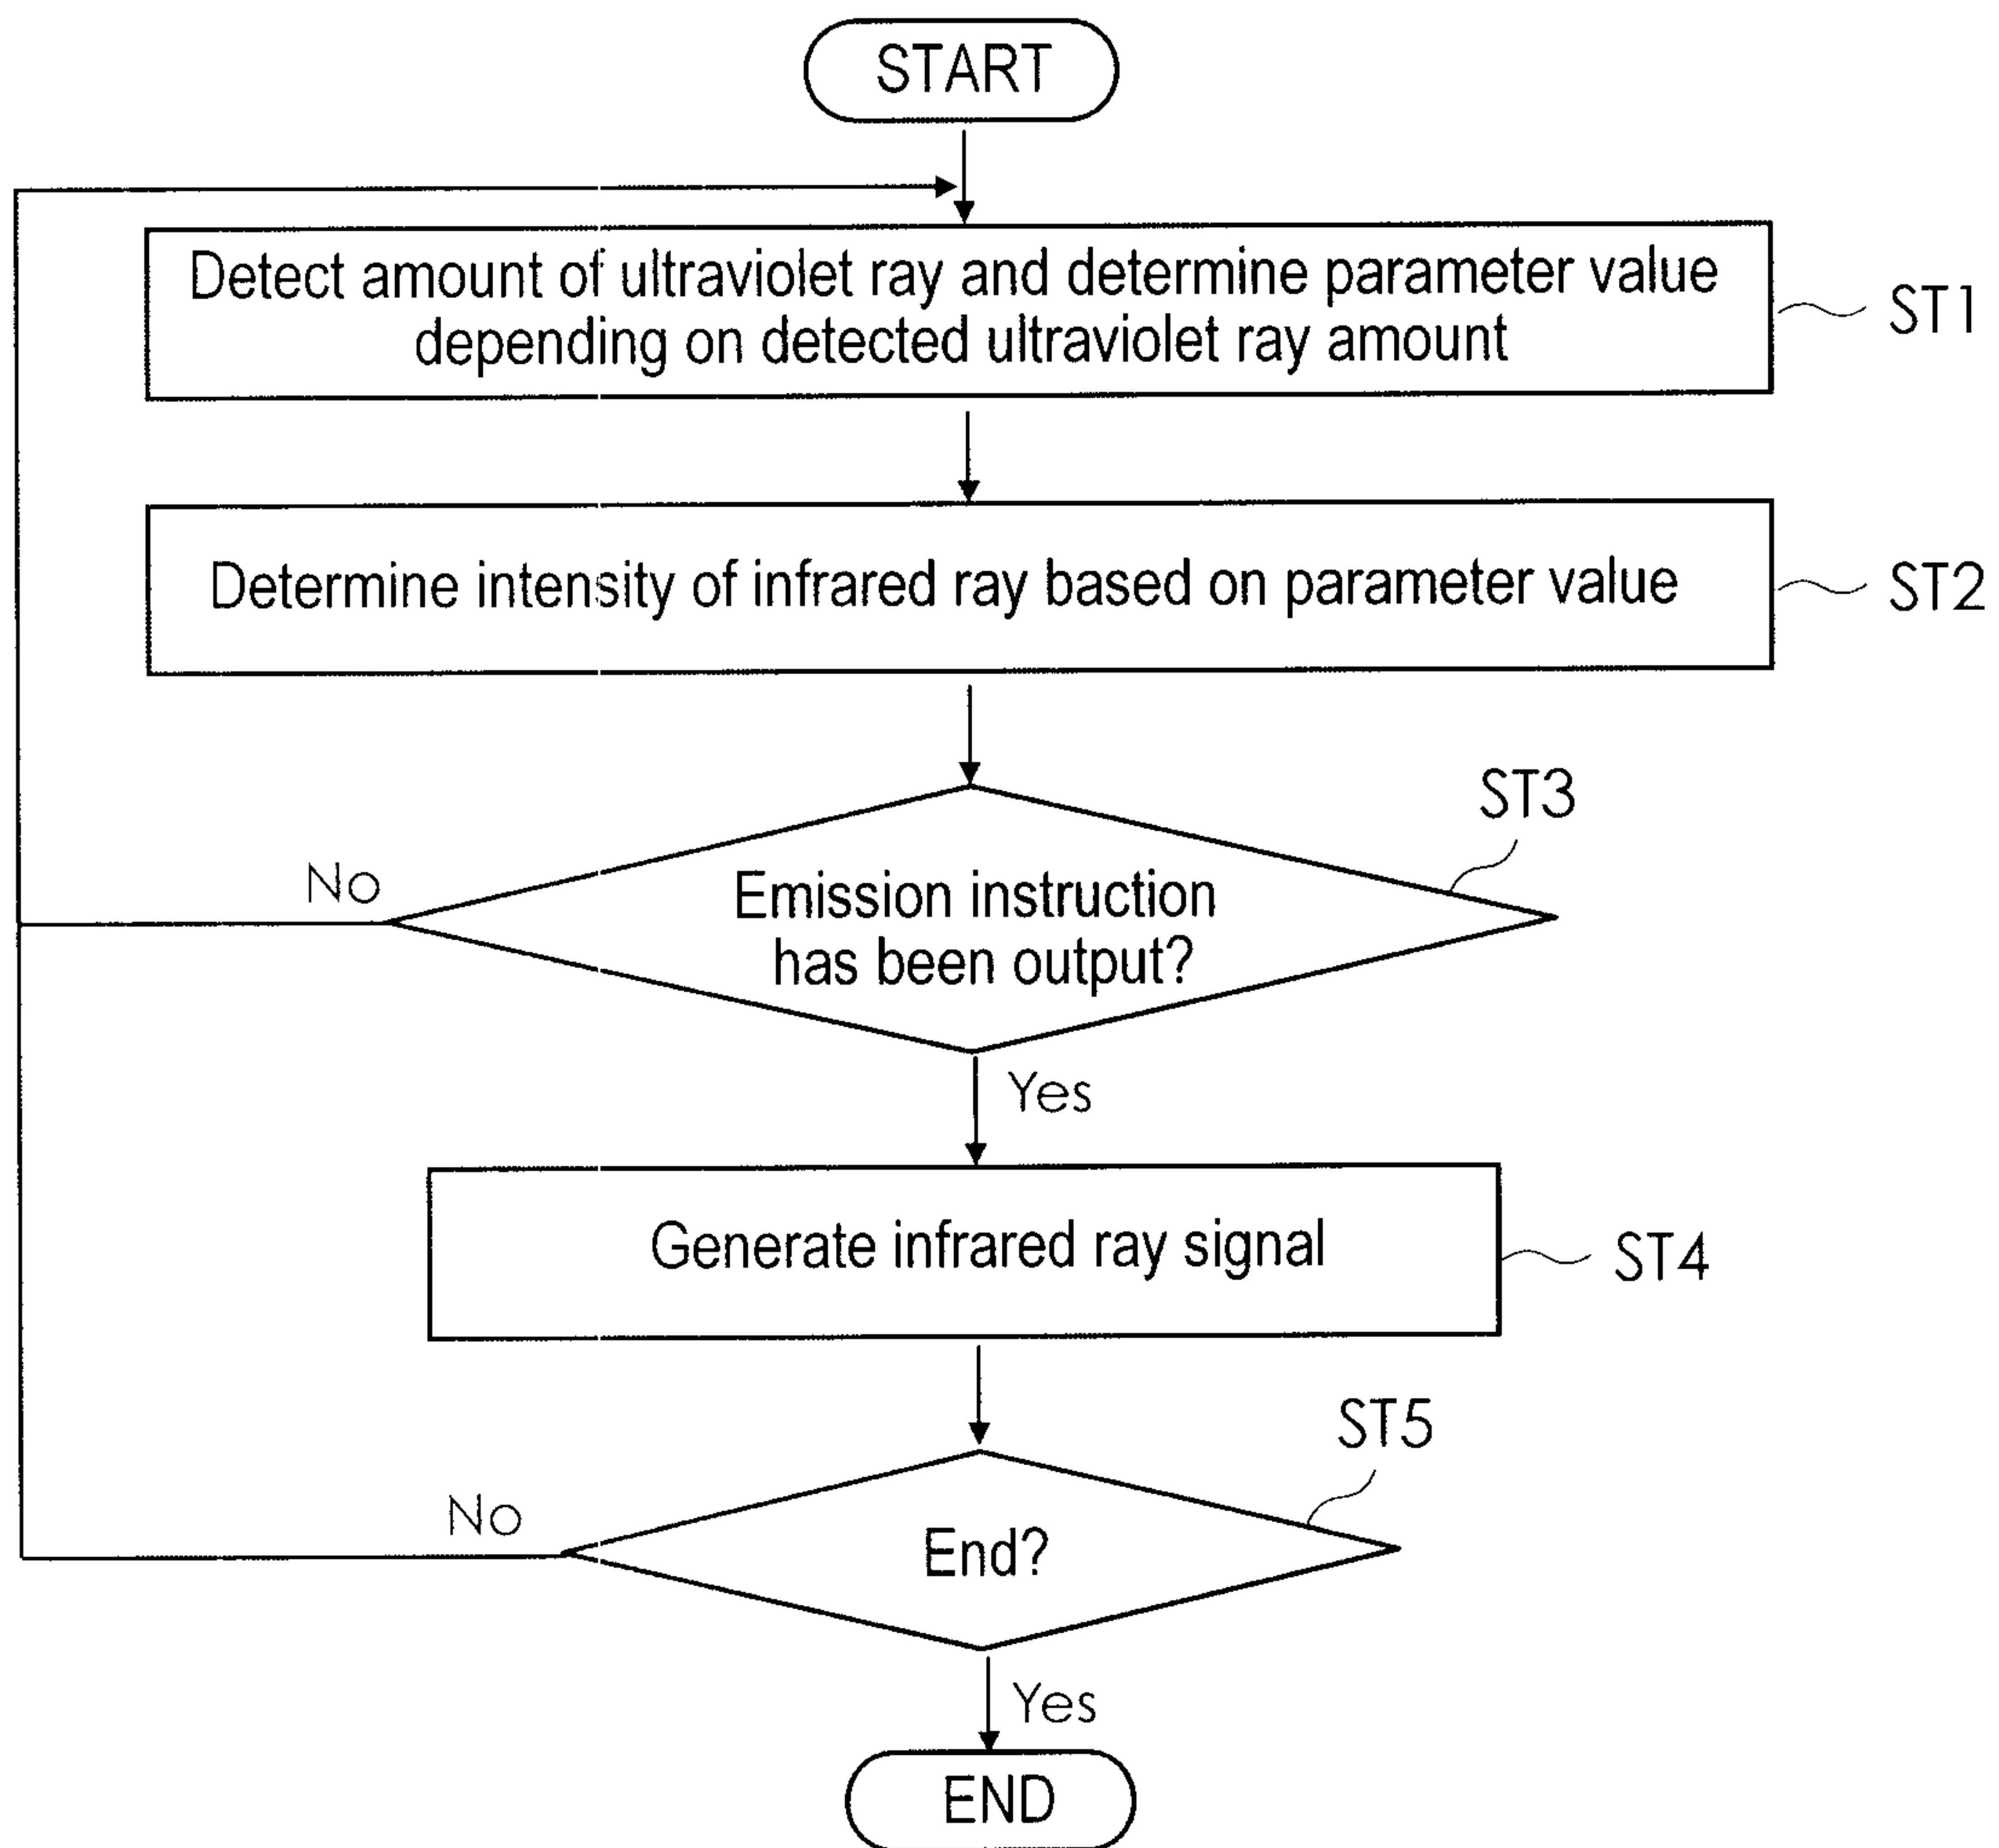 START
Detect amount of ultraviolet ray and determine parameter value
depending on detected ultraviolet ray amount
ST1
Determine intensity of infrared ray based on parameter value
ST2
ST3
No
Emission instruction
has been output?
Yes
Generate infrared ray signal
ST4
ST5
No
End?
Yes
END